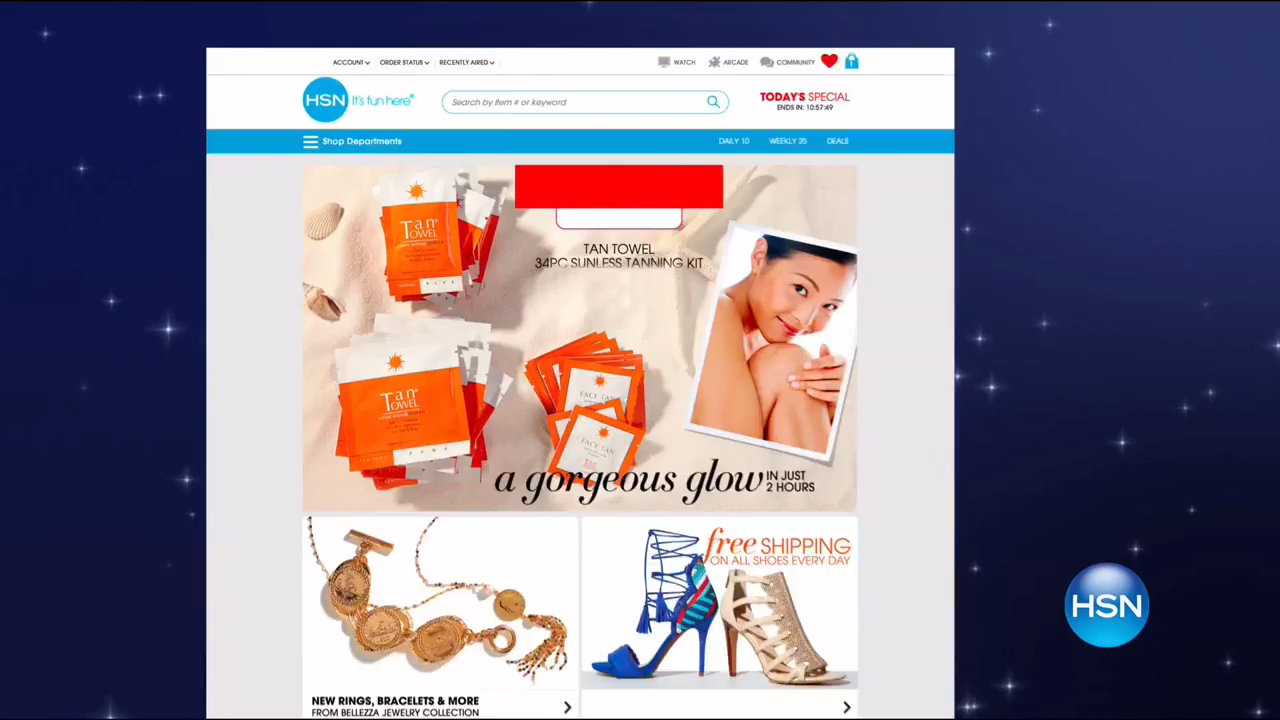 ACCOUNT
ORDER STATUS
RECENTLY AIRED
WATCH
ARCADE
COMMUNITY
HSN It's fun here
Search by item # or keyword
TODAY'S SPECIAL
ENDS IN: 10:57:49
Shop Departments
DAILY 10
WEEKLY 25
DEALS
TAN TOWEL
34PC SUNLESS TANNING KIT
Tan
TOWEL
PLUS
Tan
TOWEL
PLUS
FACE TAN
FACE TAN
a gorgeous glow IN JUST
2 HOURS
free SHIPPING
ON ALL SHOES EVERY DAY
HSN
NEW RINGS, BRACELETS & MORE
FROM BELLEZZA JEWELRY COLLECTION